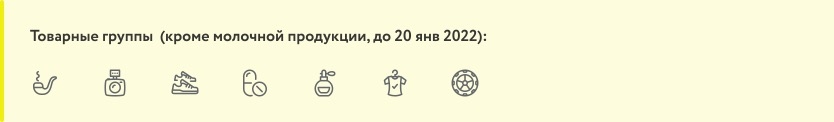 Товарные группы (кроме молочной продукции, до 20 янв 2022):